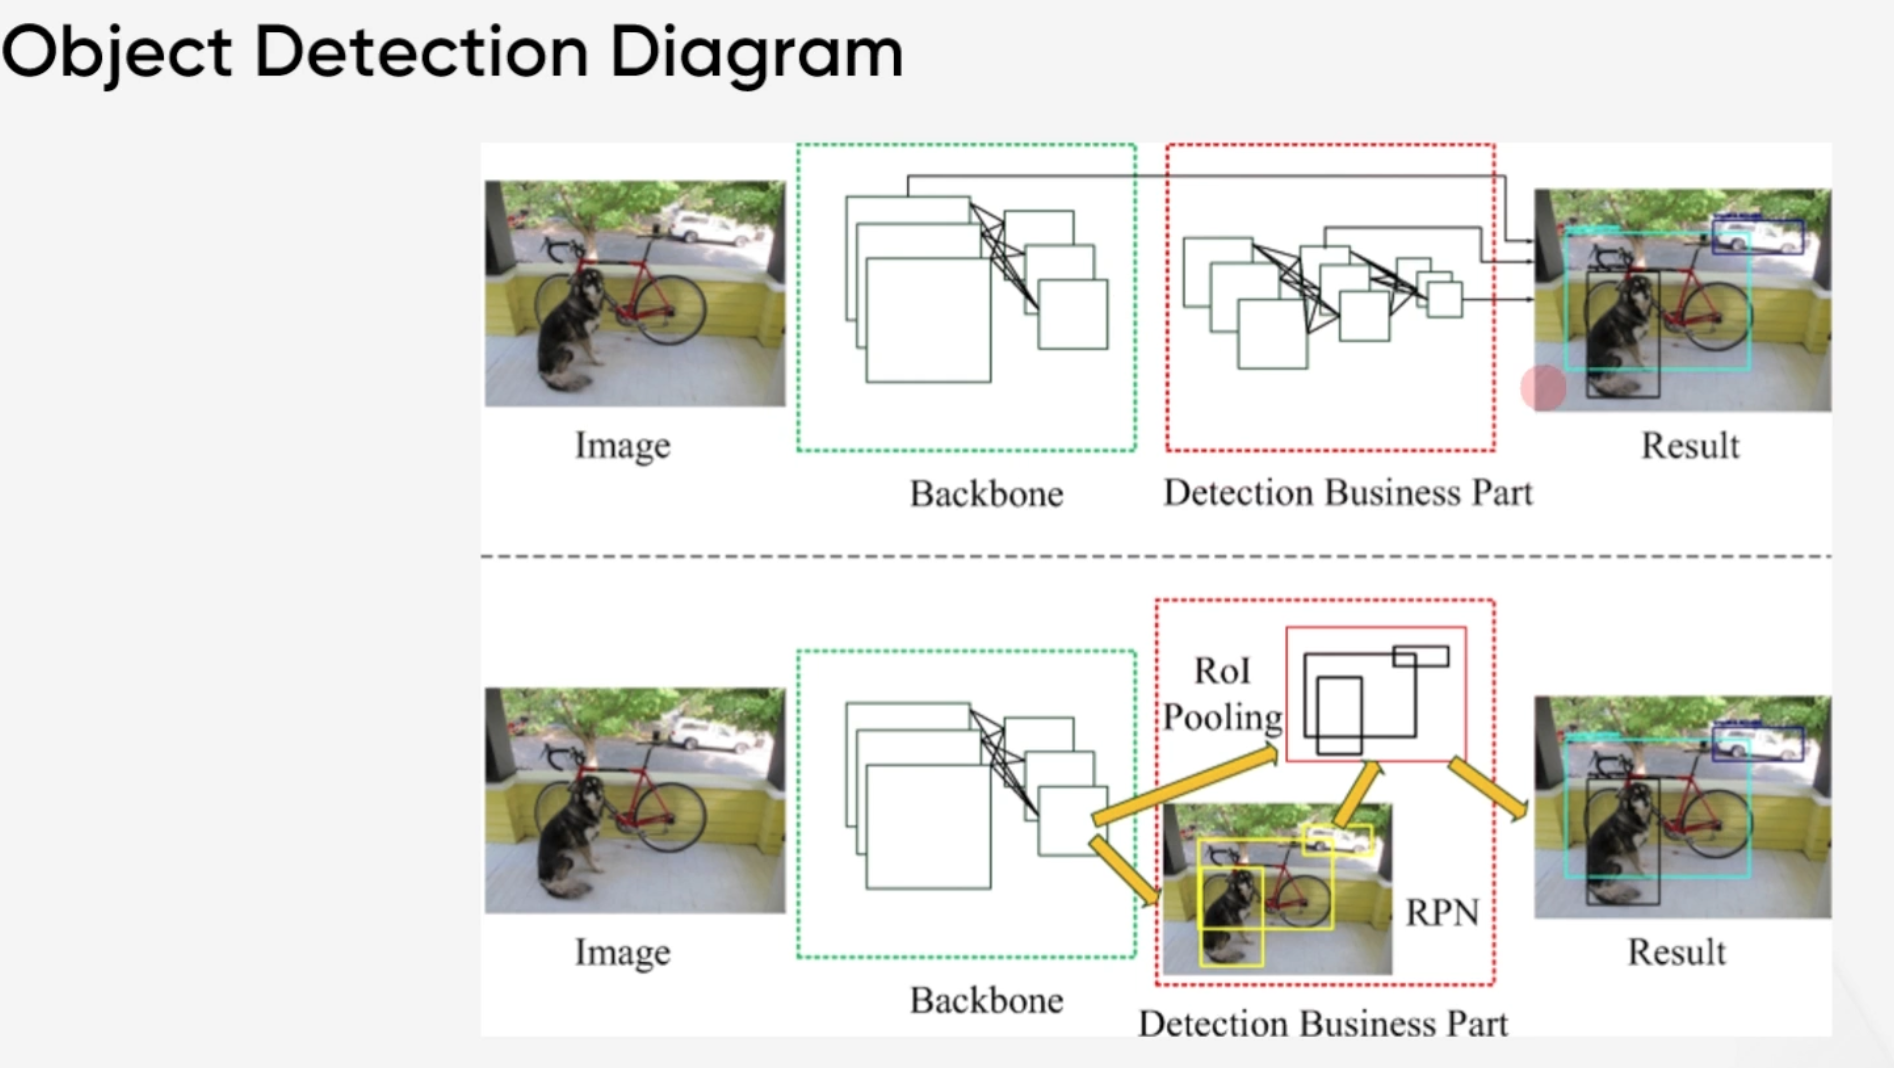 Object Detection Diagram
Image
Backbone
Detection Business Part
Result
RoI
Pooling
RPN
Image
Backbone
Detection Business Part
Result